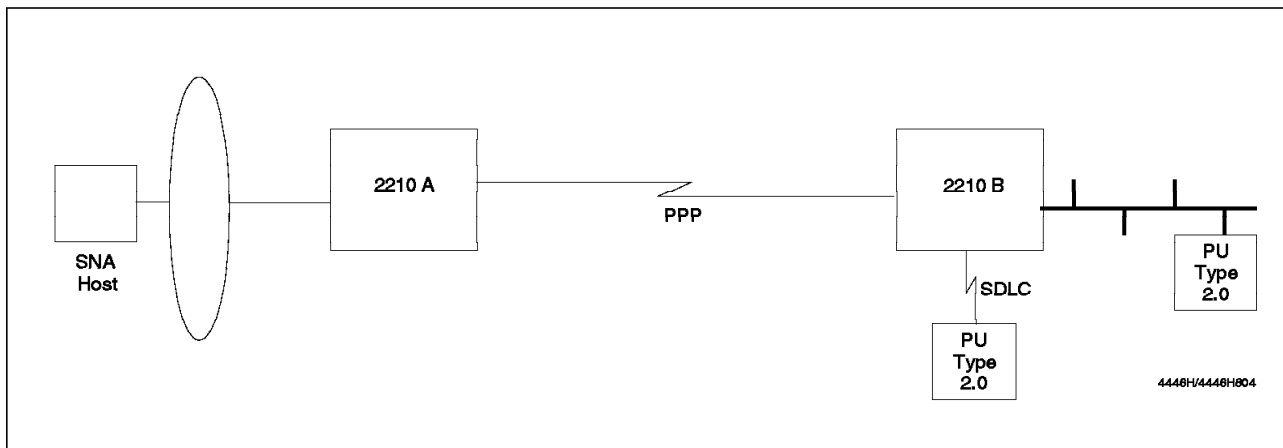 SNA
Host
2210 A
PPP
2210 B
SDLC
PU
Type
2.0
PU
Type
2.0
4446H/4446H804